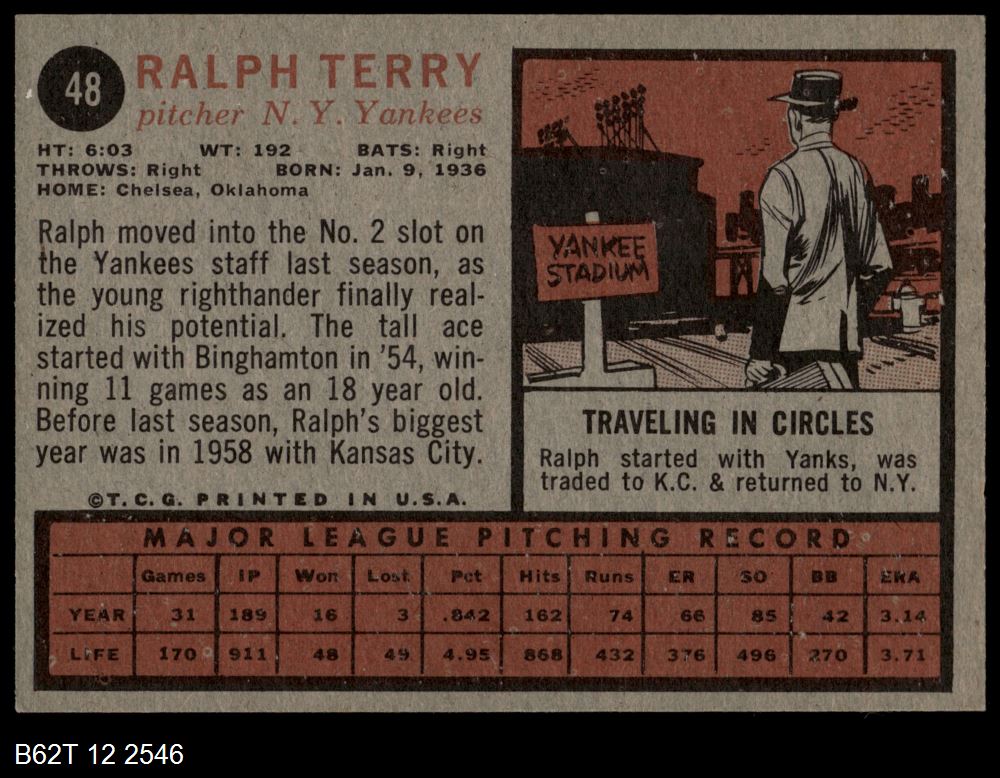 48
RALPH TERRY
pitcher N. Y. Yankees
HT: 6:03 WT: 192 BATS: Right
THROWS: Right BORN: Jan. 9, 1936
HOME: Chelsea, Oklahoma
Ralph moved into the No. 2 slot on
the Yankees staff last season, as
the young righthander finally real-
ized his potential. The tall ace
started with Binghamton in '54, win-
ning 11 games as an 18 year old.
Before last season, Ralph's biggest
year was in 1958 with Kansas City.
©T.C.G. PRINTED IN U.S.A.
YANKEE
STADIUM
TRAVELING IN CIRCLES
Ralph started with Yanks, was
traded to K.C. & returned to N.Y.
MAJOR LEAGUE PITCHING RECORD
Games IP Won Lost Pct Hits Runs ER SO BB ERA
YEAR 31 189 16 3 .842 162 74 66 85 42 3.14
LIFE 170 911 48 49 4.95 868 432 376 496 270 3.71
B62T 12 2546